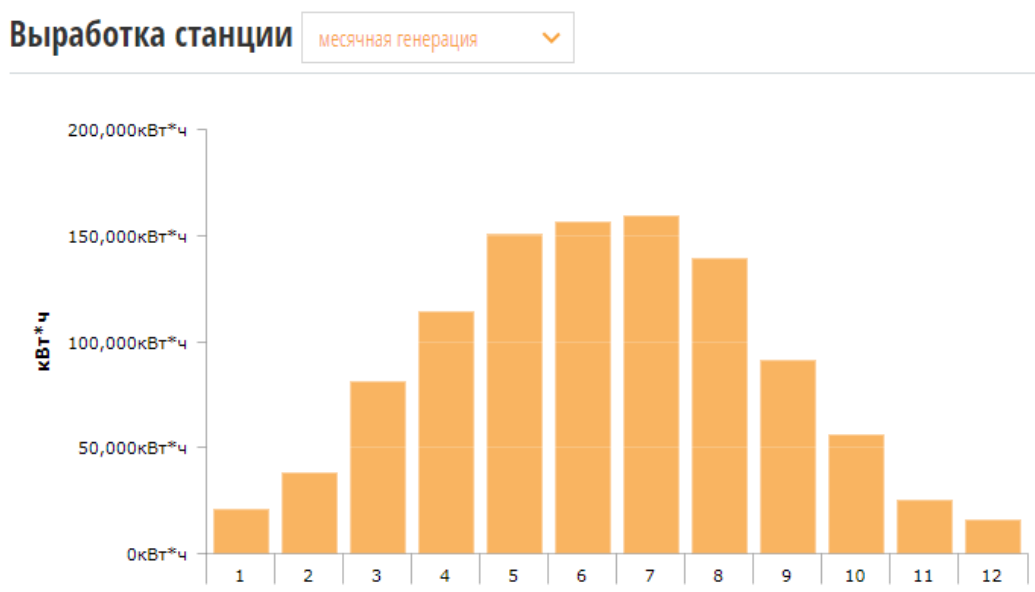 Выработка станции месячная генерация
200,000кВт*ч
150,000кВт*ч
100,000кВт*ч
50,000кВт*ч
0кВт*ч
кВт*ч
1 2 3 4 5 6 7 8 9 10 11 12